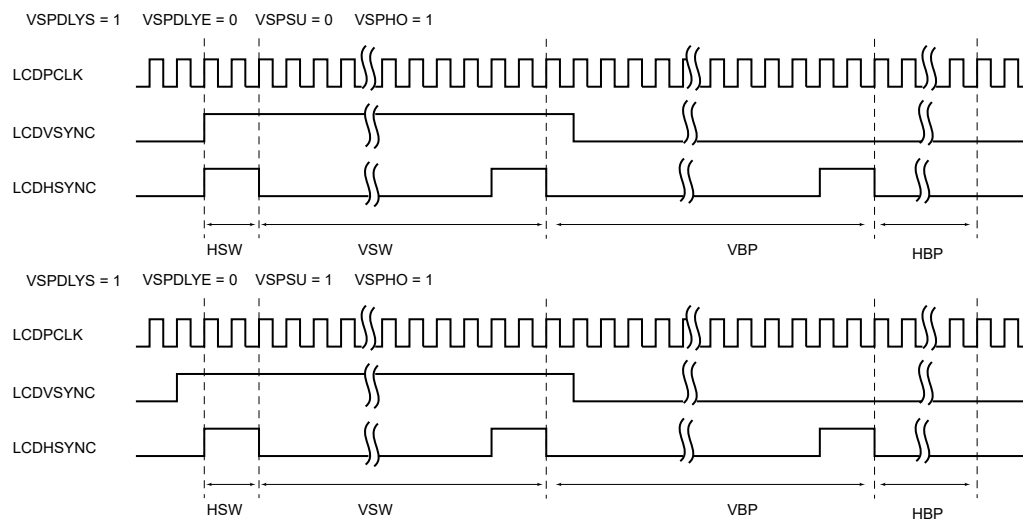 VSPDLYS = 1 VSPDLYE = 0 VSPSU = 0 VSPHO = 1
LCDPCLK
LCDVSYNC
LCDHSYNC
HSW VSW VBP HBP
VSPDLYS = 1 VSPDLYE = 0 VSPSU = 1 VSPHO = 1
LCDPCLK
LCDVSYNC
LCDHSYNC
HSW VSW VBP HBP